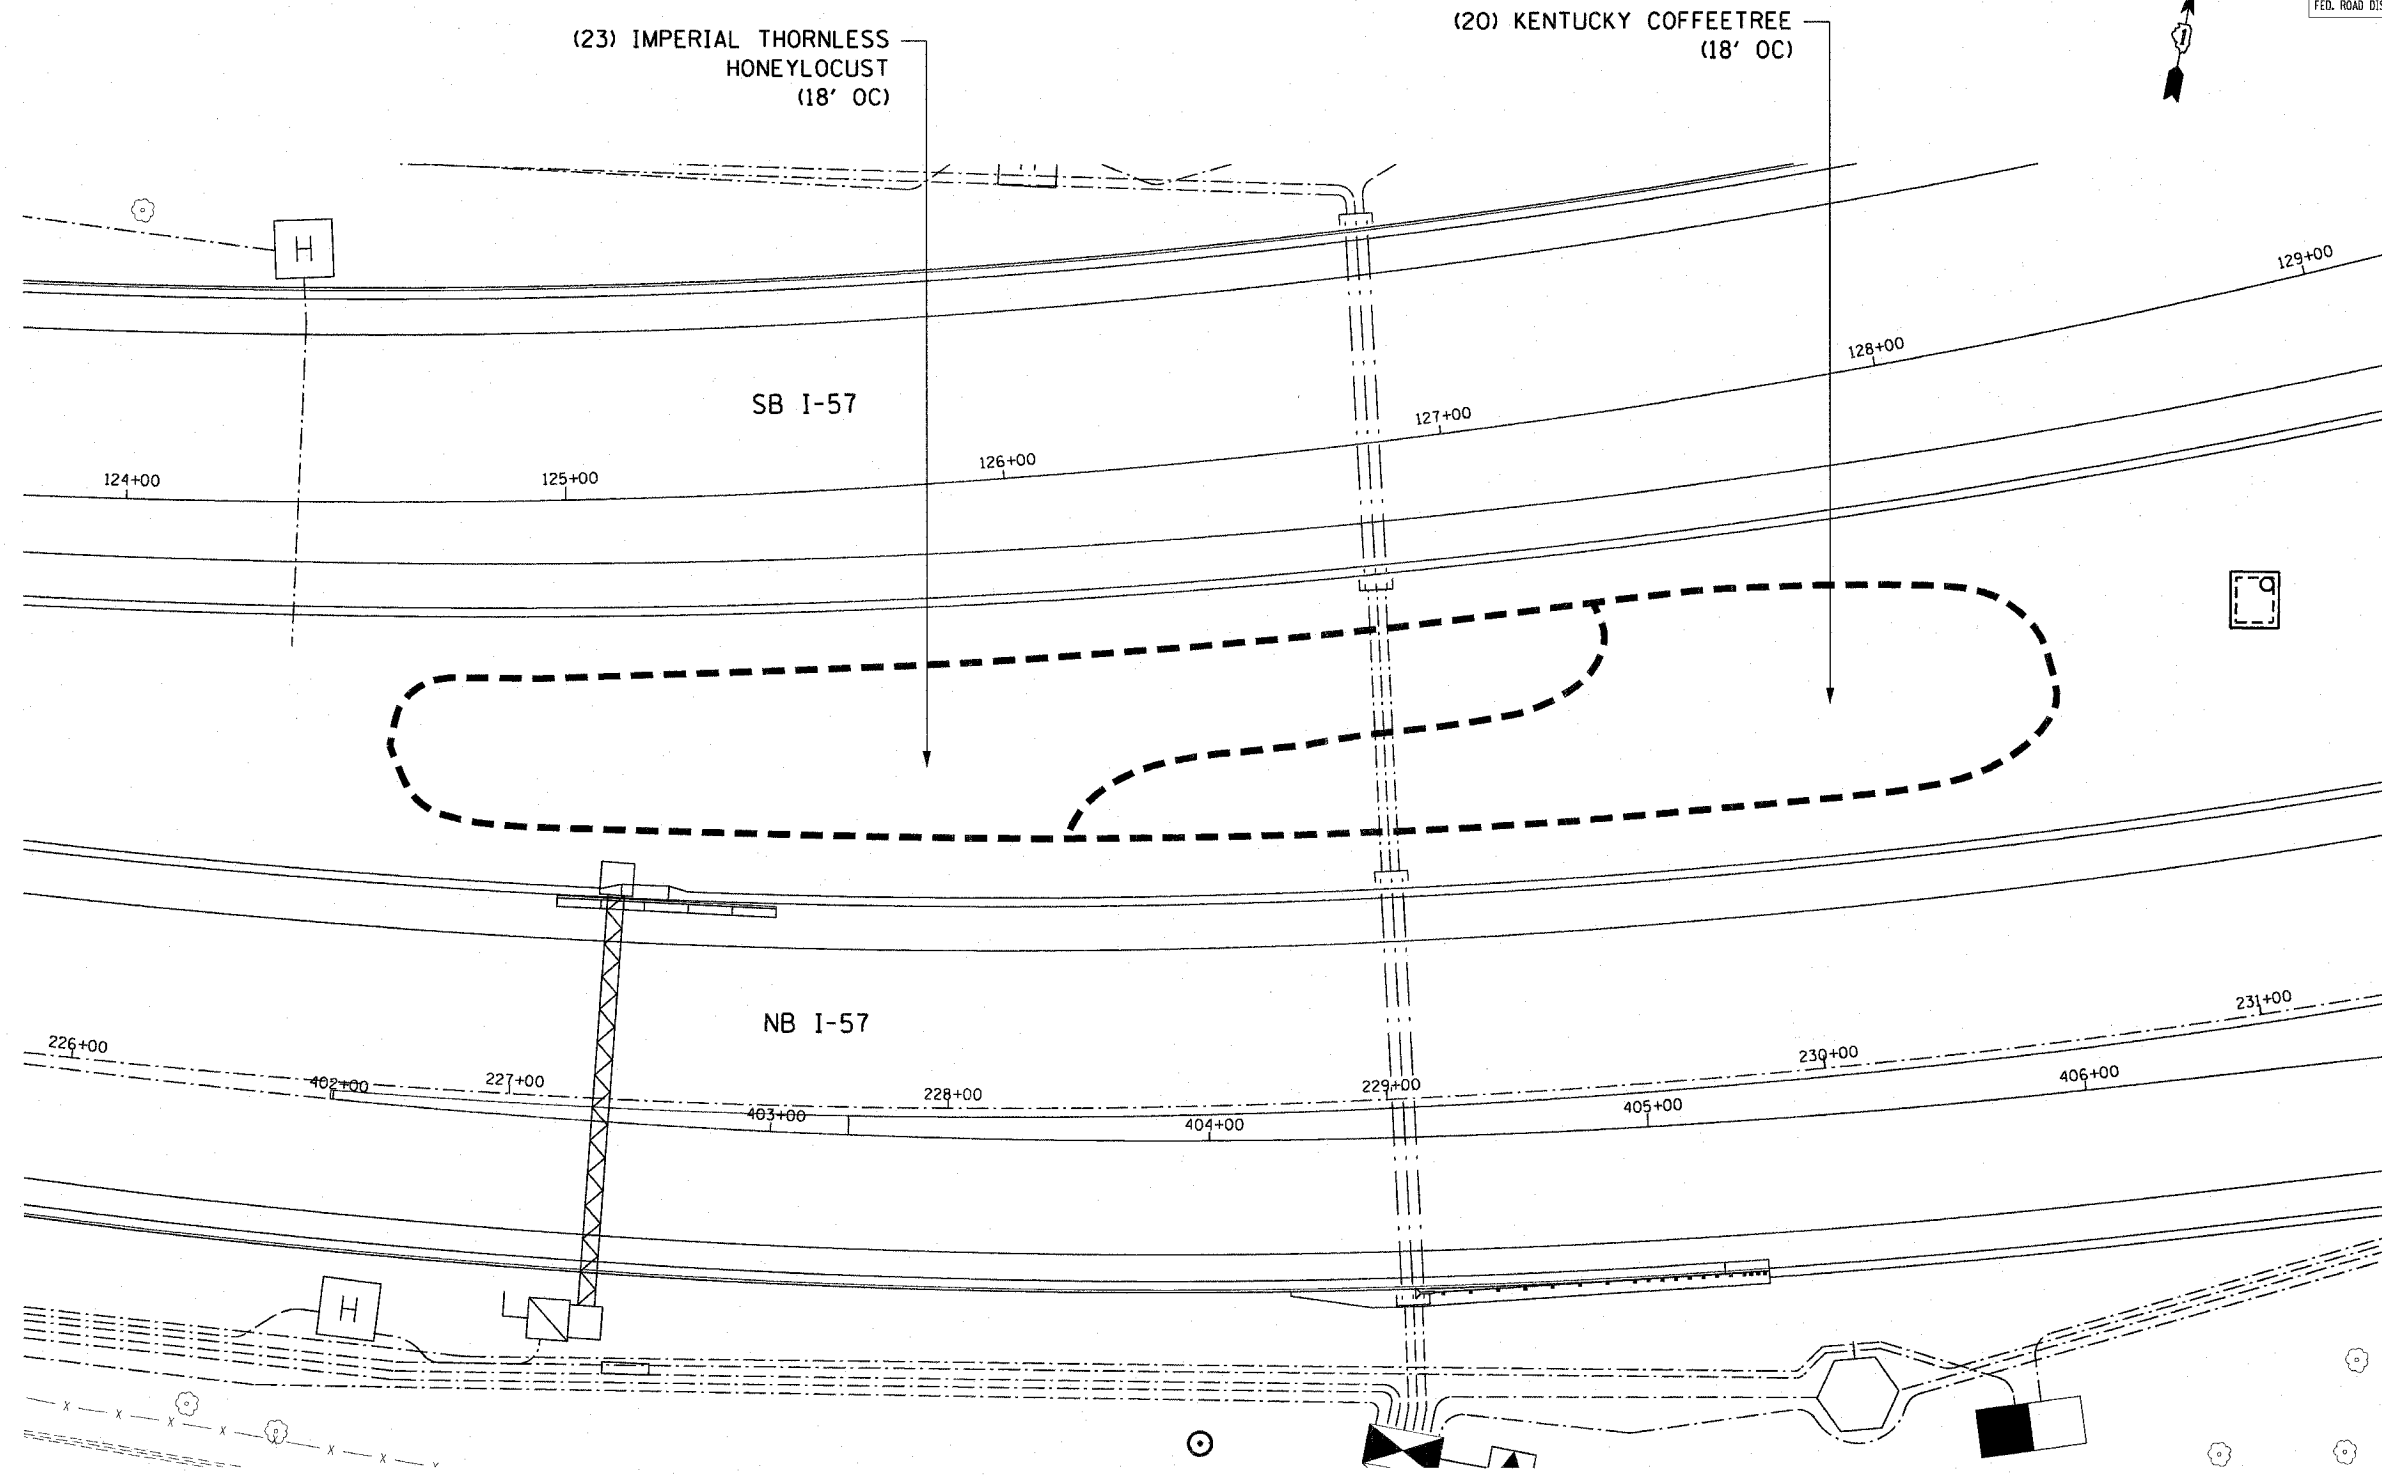 (20) KENTUCKY COFFEETREE
(18' OC)
(23) IMPERIAL THORNLESS
HONEYLOCUST
(18' OC)
1
FED. ROAD DIS
H
129+00
128+00
SB I-57
127+00
126+00
124+00
125+00
NB I-57
231+00
226+00
230+00
402+00
227+00
228+00
229+00
406+00
403+00
404+00
405+00
H
x x x x x x x x